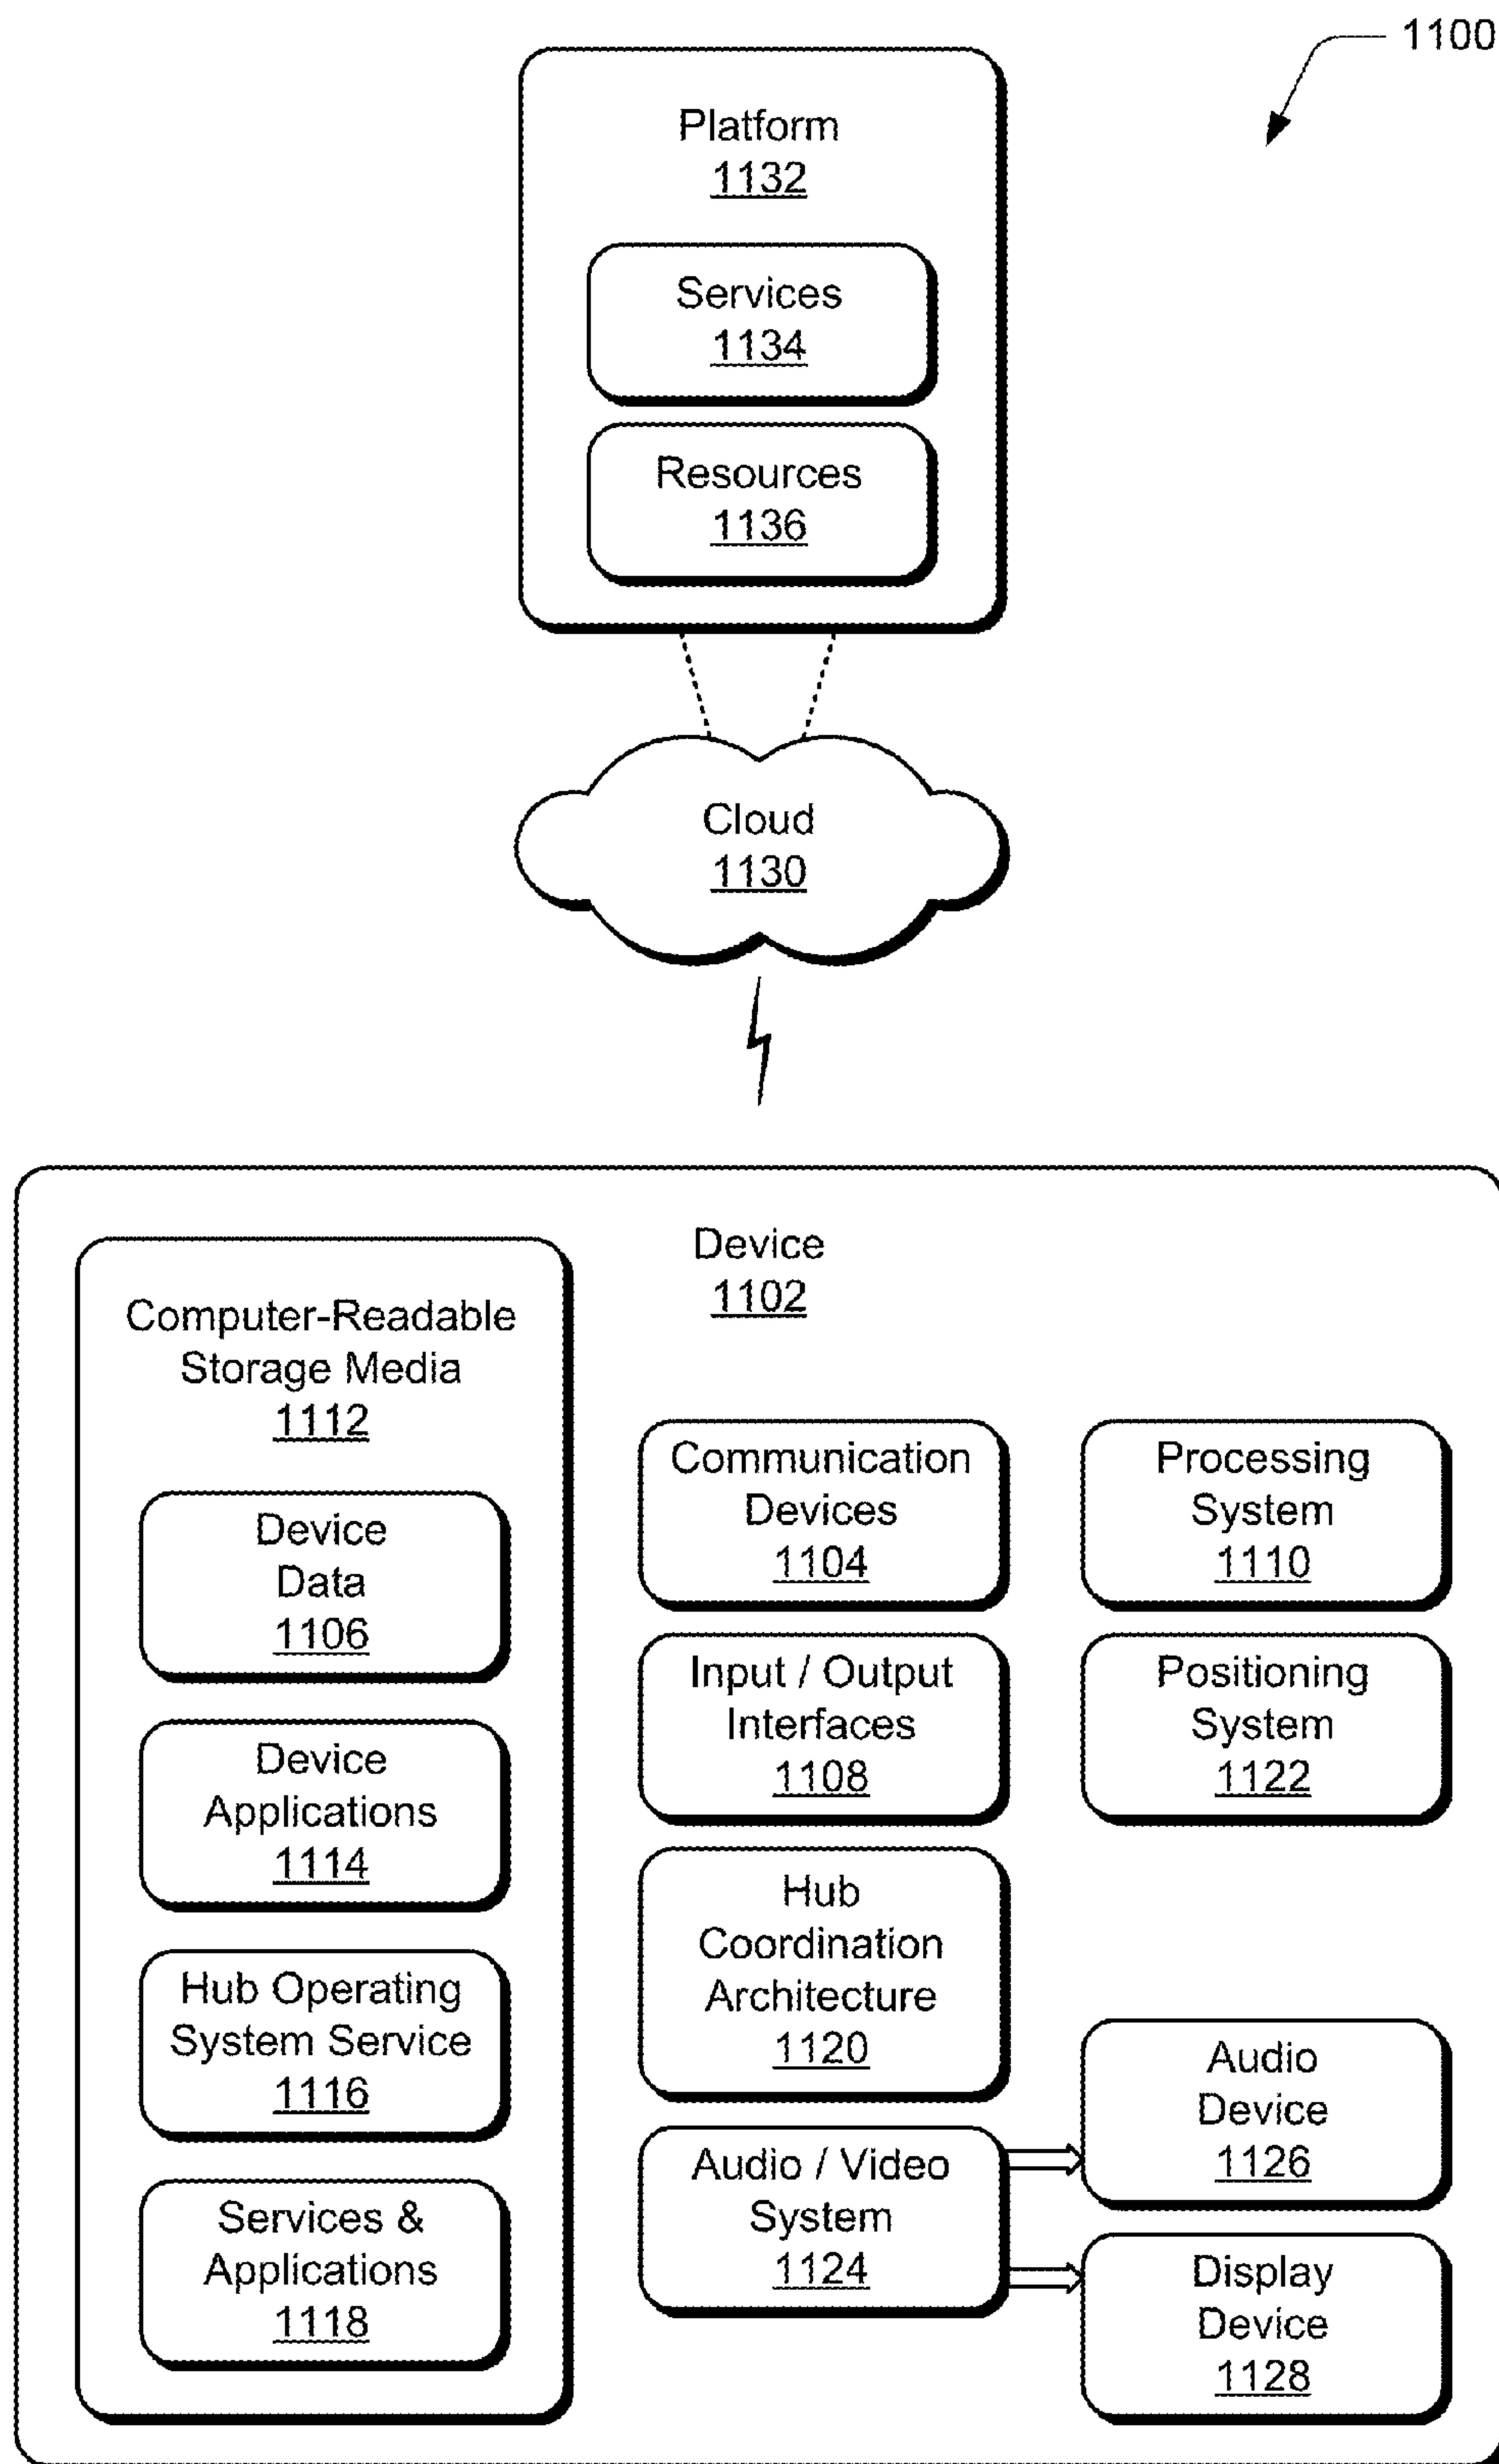 1100
Platform
1132
Services
1134
Resources
1136
Cloud
1130
Device
1102
Computer-Readable
Storage Media
1112
Device
Data
1106
Device
Applications
1114
Hub Operating
System Service
1116
Services &
Applications
1118
Communication
Devices
1104
Processing
System
1110
Input / Output
Interfaces
1108
Positioning
System
1122
Hub
Coordination
Architecture
1120
Audio / Video
System
1124
Audio
Device
1126
Display
Device
1128